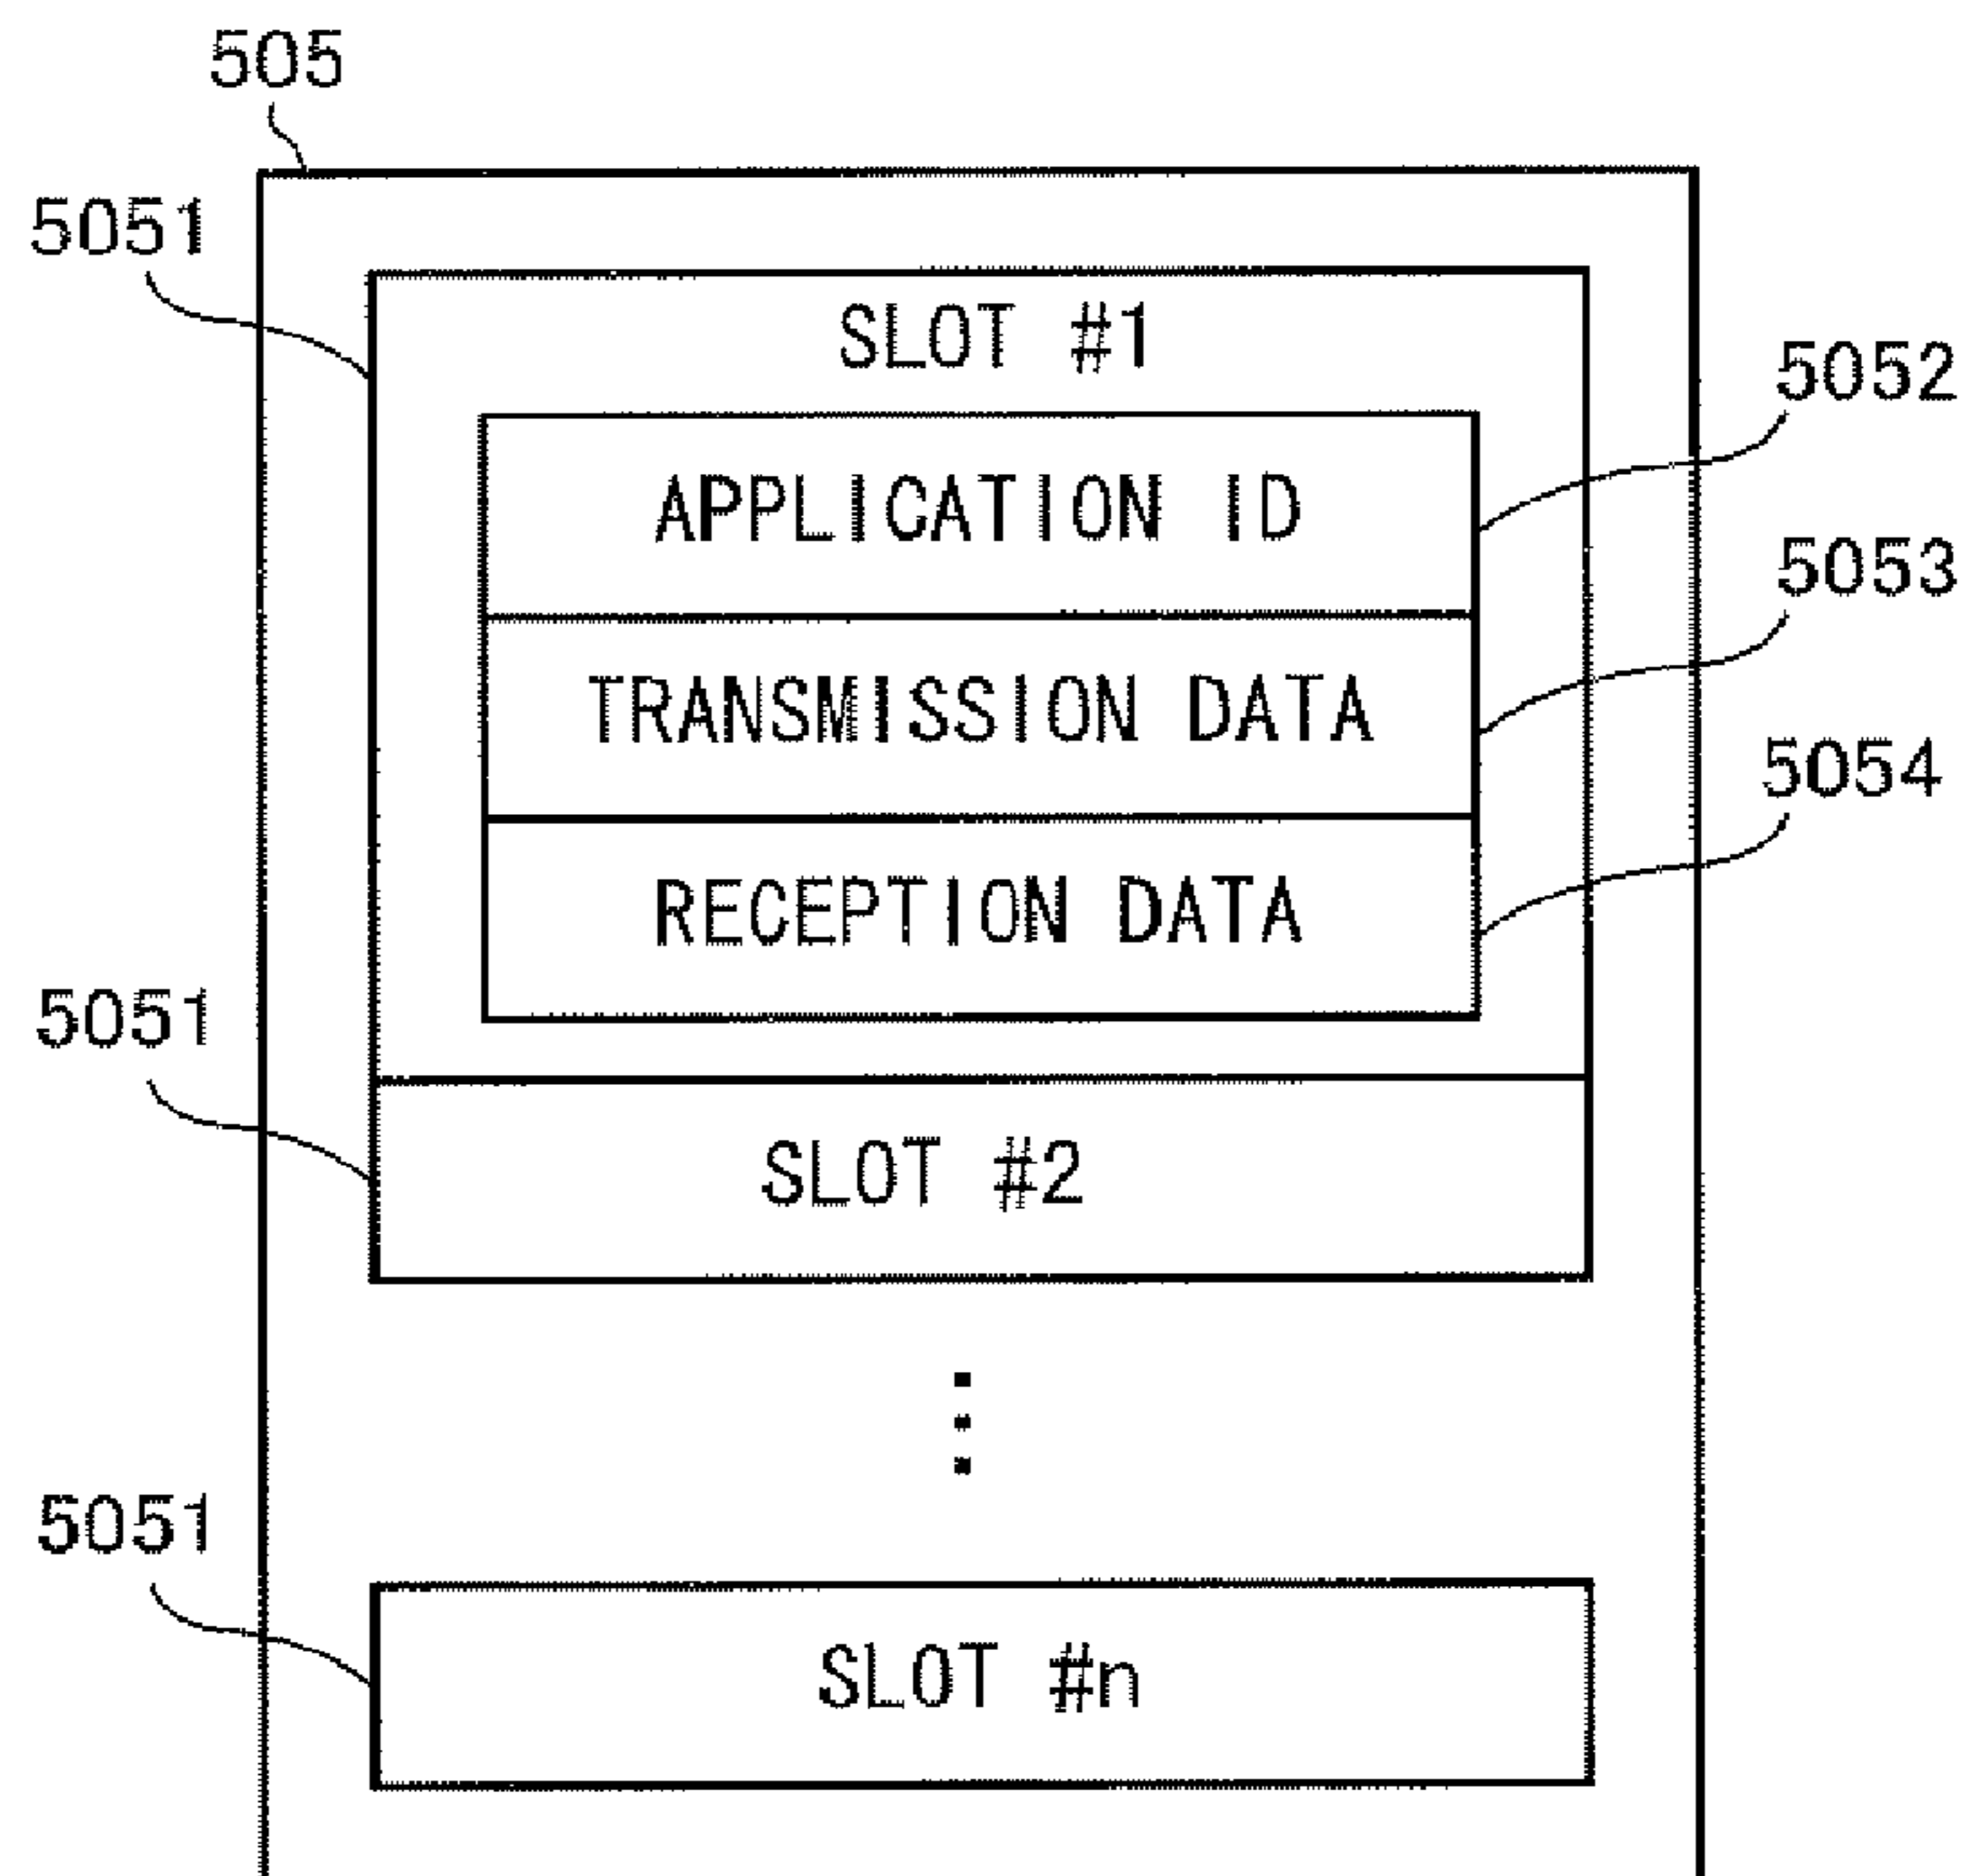 505
5051
SLOT #1
5052
APPLICATION ID
5053
TRANSMISSION DATA
5054
RECEPTION DATA
5051
SLOT #2
5051
SLOT #n